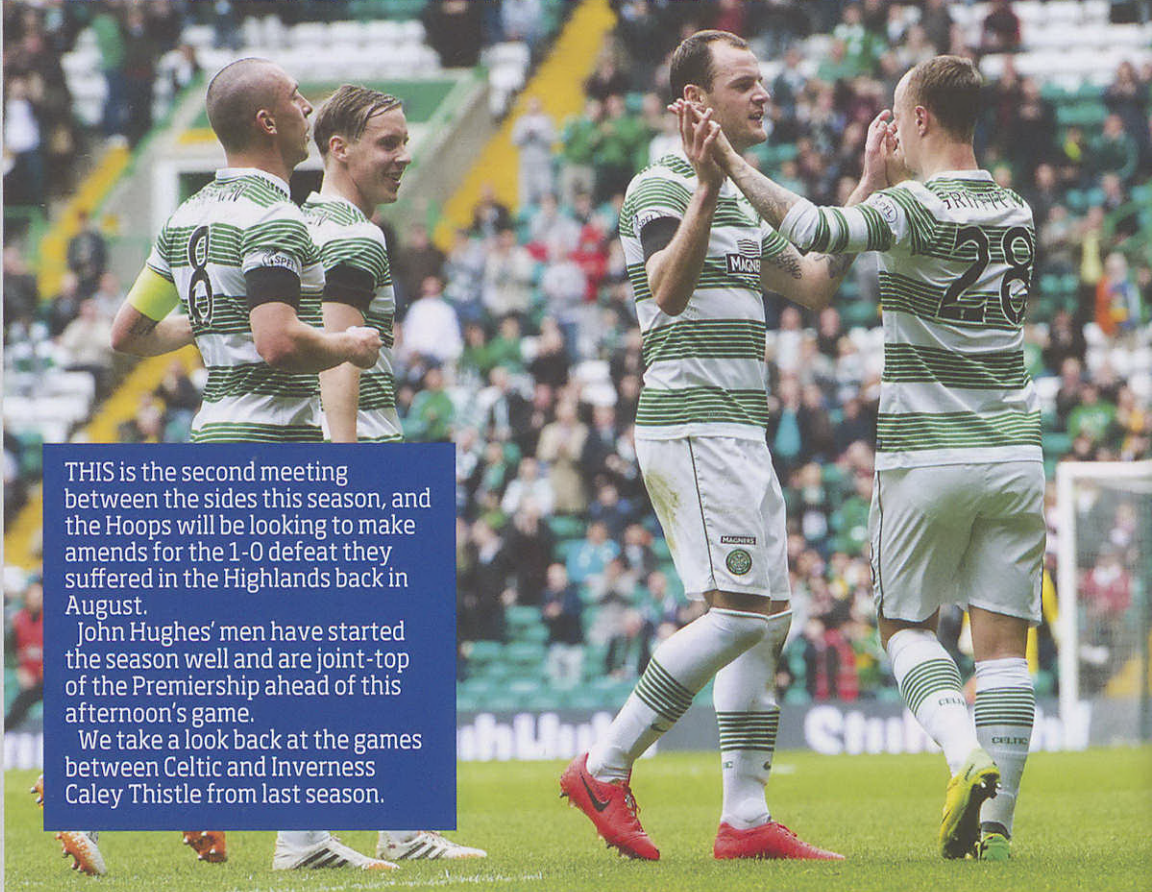 8
SPFL
MAGNERS
28
MAGNERS
CELTIC
StubHub!
THIS is the second meeting
between the sides this season, and
the Hoops will be looking to make
amends for the 1-0 defeat they
suffered in the Highlands back in
August.
John Hughes’ men have started
the season well and are joint-top
of the Premiership ahead of this
afternoon’s game.
We take a look back at the games
between Celtic and Inverness
Caley Thistle from last season.